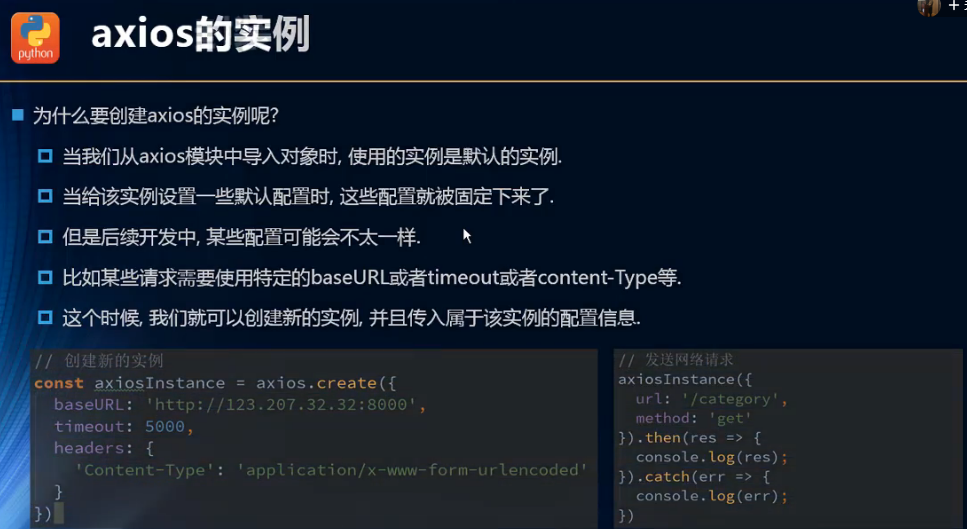 python
axios的实例
为什么要创建axios的实例呢?
当我们从axios模块中导入对象时, 使用的实例是默认的实例.
当给该实例设置一些默认配置时, 这些配置就被固定下来了.
但是后续开发中, 某些配置可能会不太一样.
比如某些请求需要使用特定的baseURL或者timeout或者content-Type等.
这个时候, 我们就可以创建新的实例, 并且传入属于该实例的配置信息.
// 创建新的实例
const axiosInstance = axios.create({
  baseURL: 'http://123.207.32.32:8000',
  timeout: 5000,
  headers: {
    'Content-Type': 'application/x-www-form-urlencoded'
  }
})
// 发送网络请求
axiosInstance({
  url: '/category',
  method: 'get'
}).then(res => {
  console.log(res);
}).catch(err => {
  console.log(err);
})